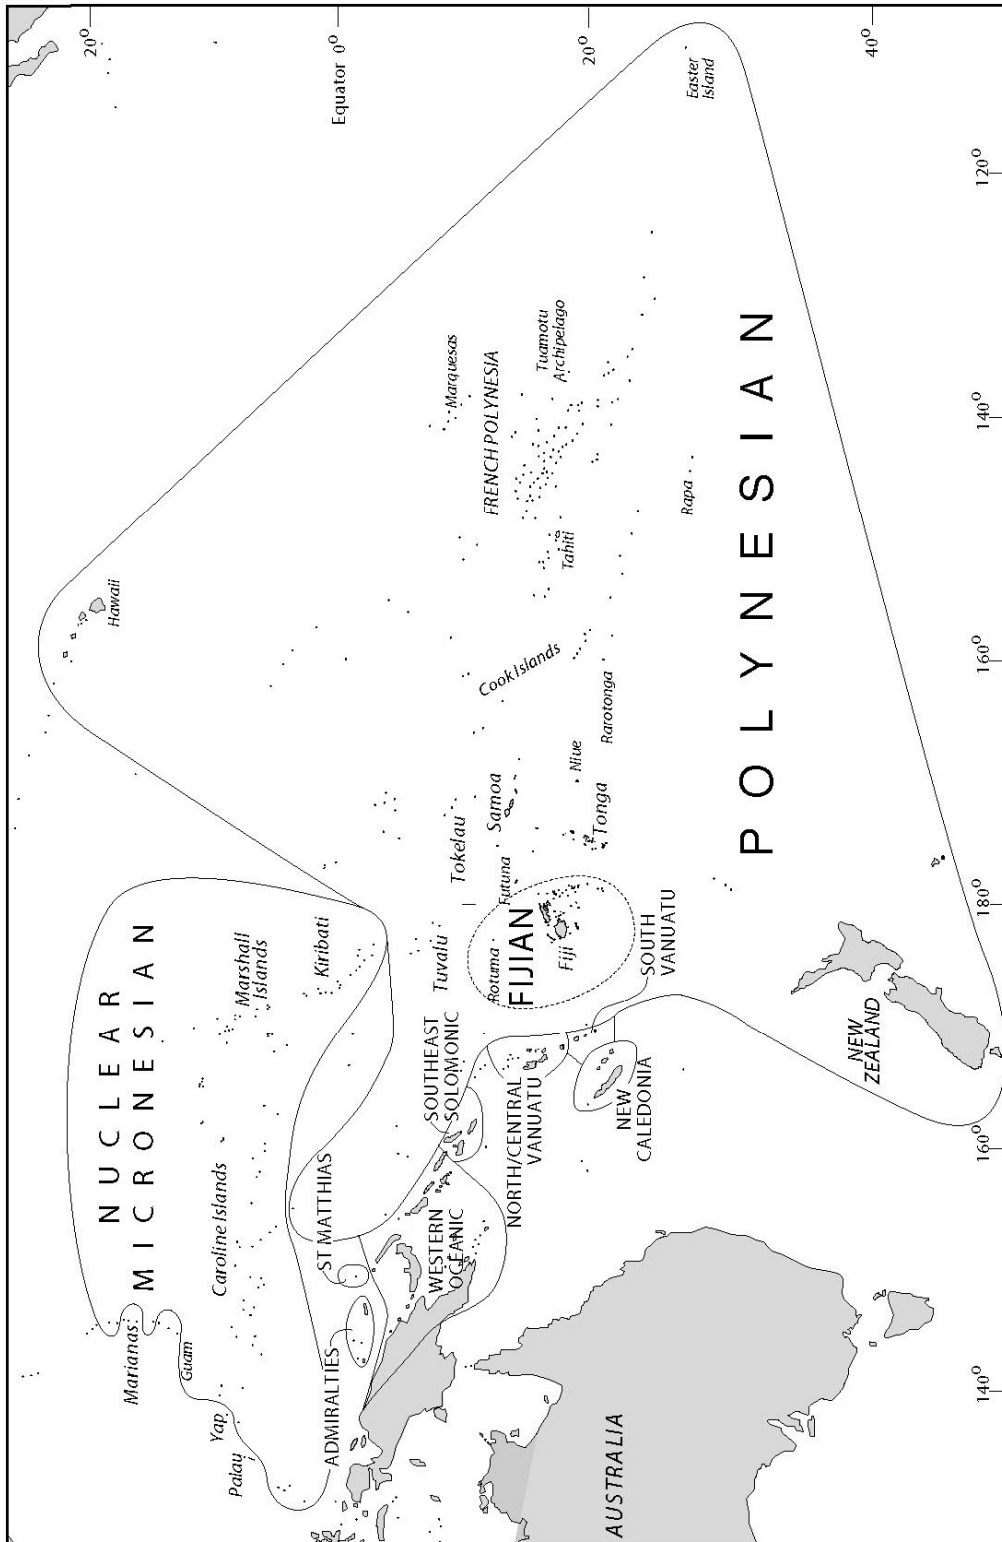 NUCLEAR
MICRONESIAN
Marianas
Guam
Yap
Palau
Caroline Islands
Marshall
Islands
Kiribati
Hawaii
ADMIRALTIES
ST MATTHIAS
WESTERN
OCEANIC
SOUTHEAST
SOLOMONIC
NORTH/CENTRAL
VANUATU
NEW
CALEDONIA
SOUTH
VANUATU
FIJIAN
Rotuma
Fiji
Futuna
Tuvalu
Tokelau
Samoa
Tonga
Niue
Rarotonga
Cook Islands
Tahiti
FRENCH POLYNESIA
Marquesas
Tuamotu
Archipelago
Rapa
Easter
Island
POLYNESIAN
NEW
ZEALAND
AUSTRALIA
20°
Equator 0°
20°
40°
140°
160°
180°
160°
140°
120°